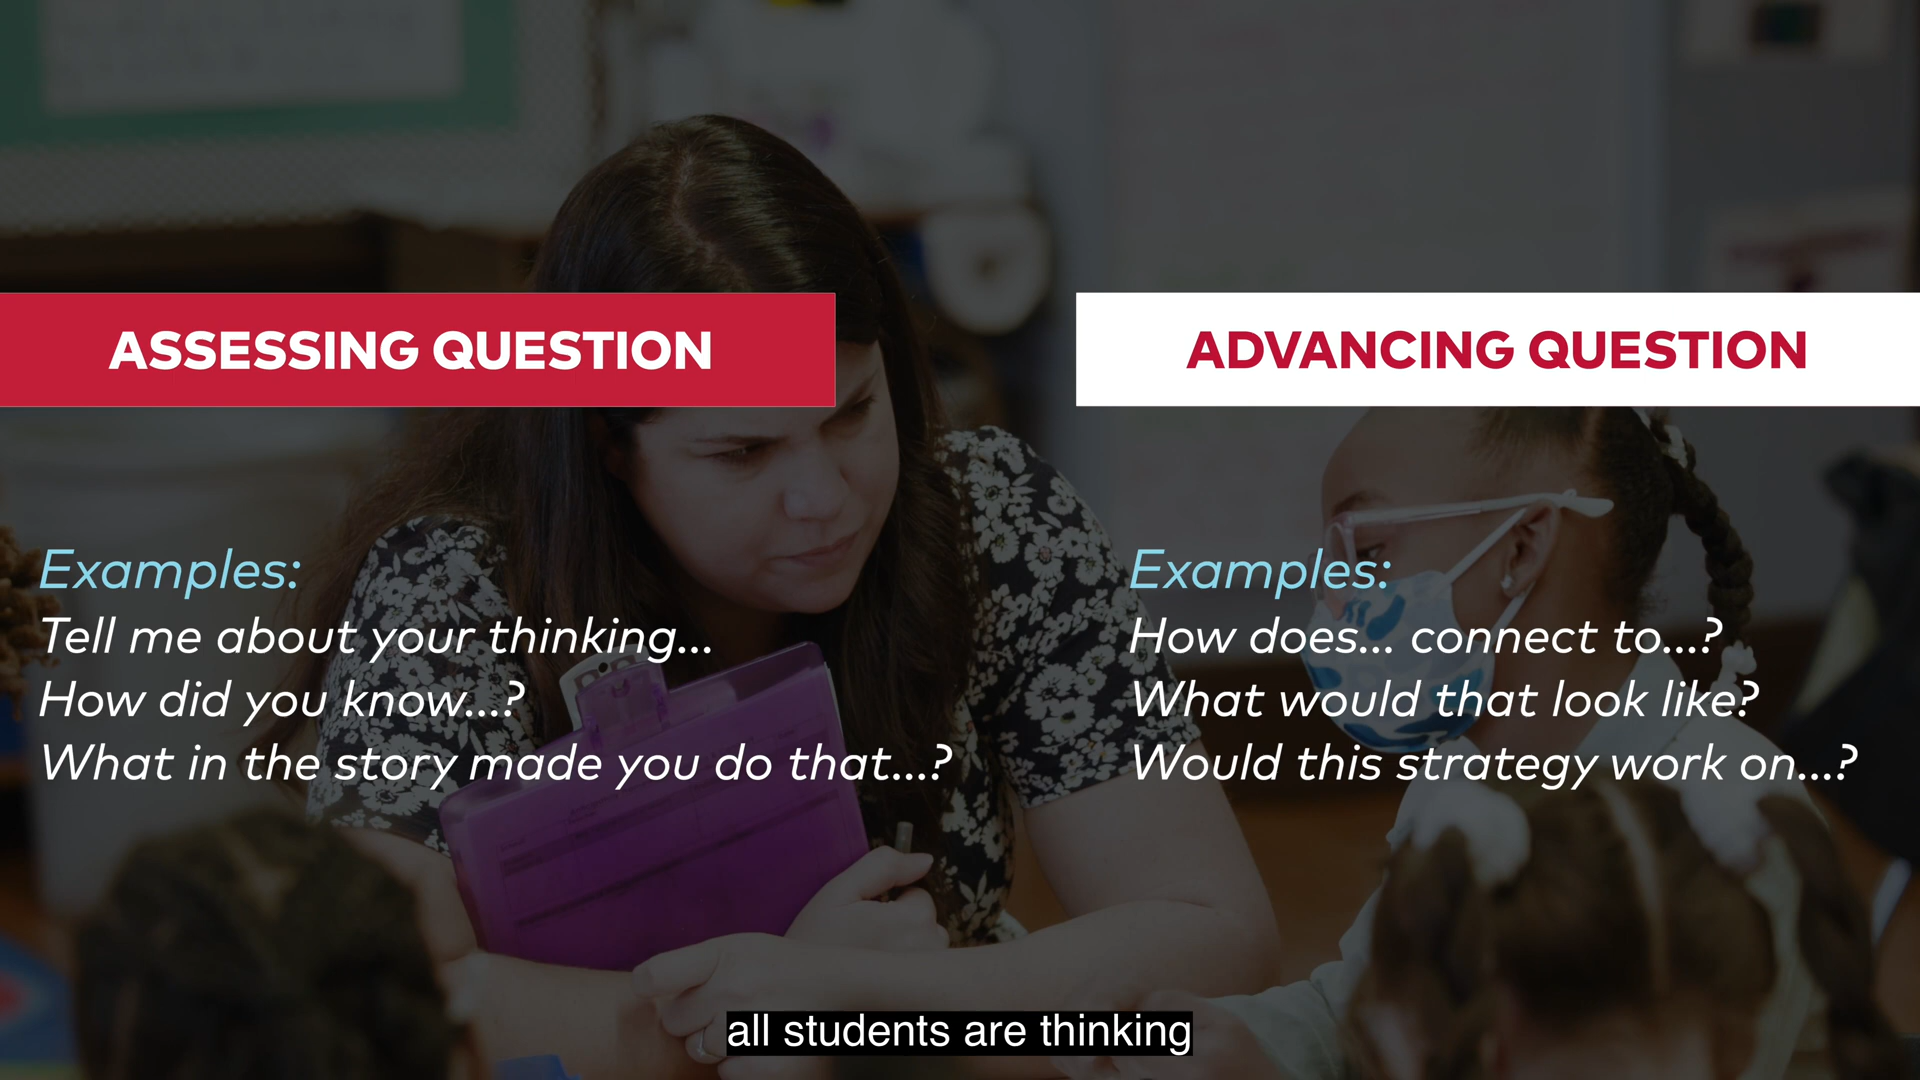 ASSESSING QUESTION
Examples:
Tell me about your thinking...
How did you know...?
What in the story made you do that...?
ADVANCING QUESTION
Examples:
How does... connect to...?
What would that look like?
Would this strategy work on...?
all students are thinking